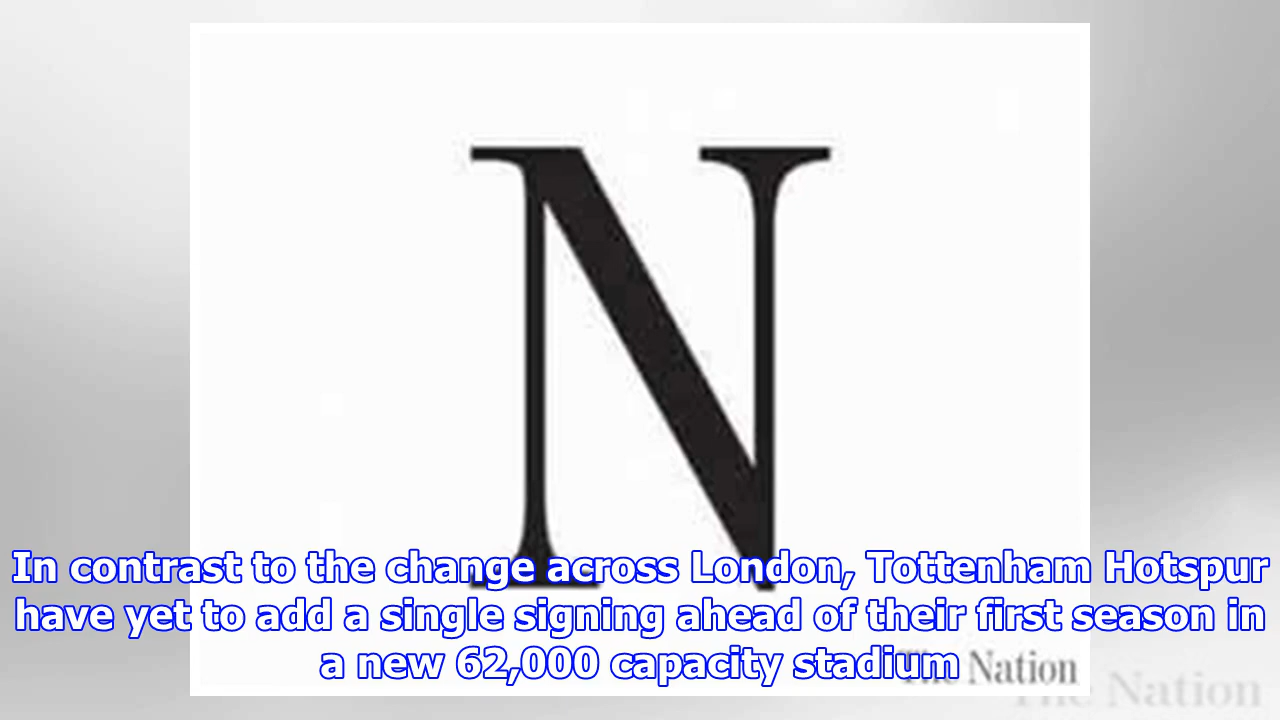 N
In contrast to the change across London, Tottenham Hotspur
have yet to add a single signing ahead of their first season in
a new 62,000 capacity stadium
The Nation
The Nation